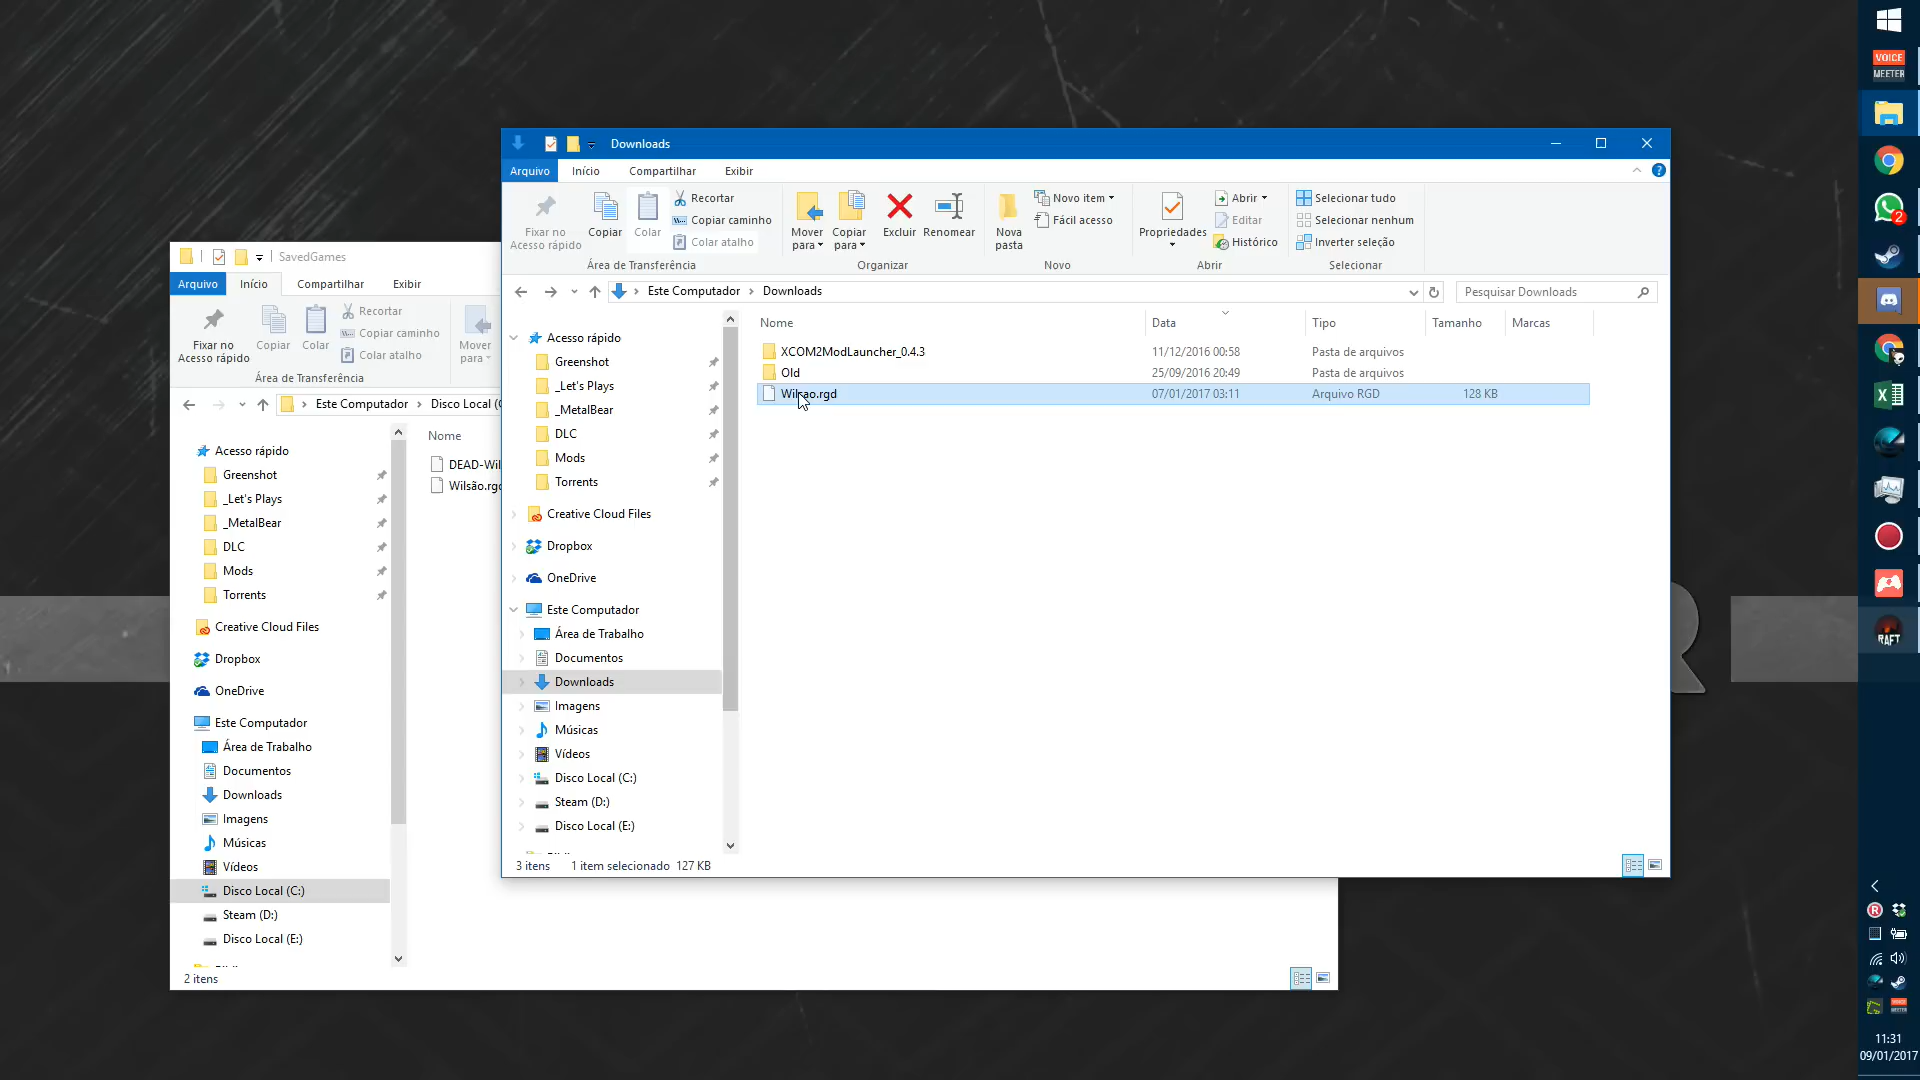 Downloads
Arquivo Início Compartilhar Exibir
Fixar no
Acesso rápido
Copiar
Colar
Recortar
Copiar caminho
Colar atalho
Área de Transferência
Mover
para
Copiar
para
Excluir
Renomear
Organizar
Nova
pasta
Novo item
Fácil acesso
Novo
Propriedades
Abrir
Editar
Histórico
Abrir
Selecionar tudo
Selecionar nenhum
Inverter seleção
Selecionar
Este Computador Downloads
Pesquisar Downloads
Nome Data Tipo Tamanho Marcas
XCOM2ModLauncher_0.4.3 11/12/2016 00:58 Pasta de arquivos
Old 25/09/2016 20:49 Pasta de arquivos
Wilsão.rgd 07/01/2017 03:11 Arquivo RGD 128 KB
Acesso rápido
Greenshot
_Let's Plays
_MetalBear
DLC
Mods
Torrents
Creative Cloud Files
Dropbox
OneDrive
Este Computador
Área de Trabalho
Documentos
Downloads
Imagens
Músicas
Vídeos
Disco Local (C:)
Steam (D:)
Disco Local (E:)
3 itens 1 item selecionado 127 KB
SavedGames
Arquivo Início Compartilhar Exibir
Fixar no
Acesso rápido
Copiar
Colar
Recortar
Copiar caminho
Colar atalho
Área de Transferência
Mover
para
Este Computador Disco Local (
Nome
DEAD-Wil
Wilsão.rg
Acesso rápido
Greenshot
_Let's Plays
_MetalBear
DLC
Mods
Torrents
Creative Cloud Files
Dropbox
OneDrive
Este Computador
Área de Trabalho
Documentos
Downloads
Imagens
Músicas
Vídeos
Disco Local (C:)
Steam (D:)
Disco Local (E:)
2 itens
VOICE
MEETER
2
RAFT
R
11:31
09/01/2017